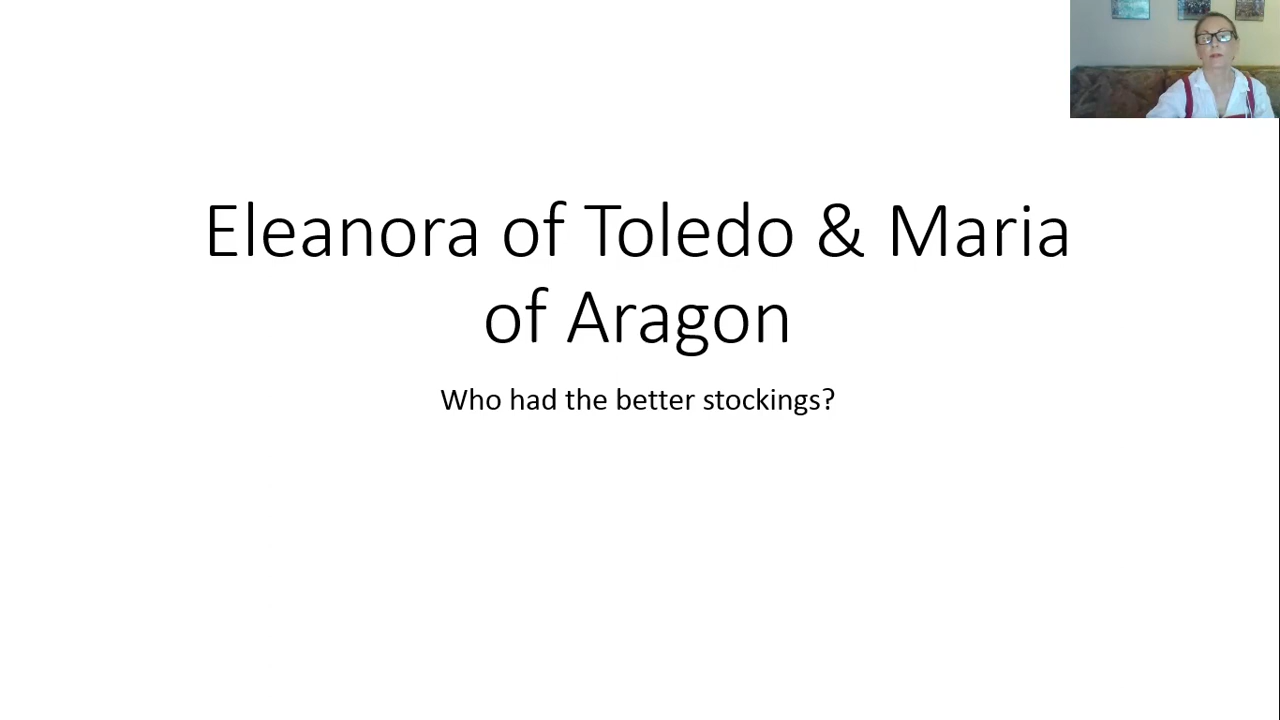 Eleanora of Toledo & Maria
of Aragon
Who had the better stockings?